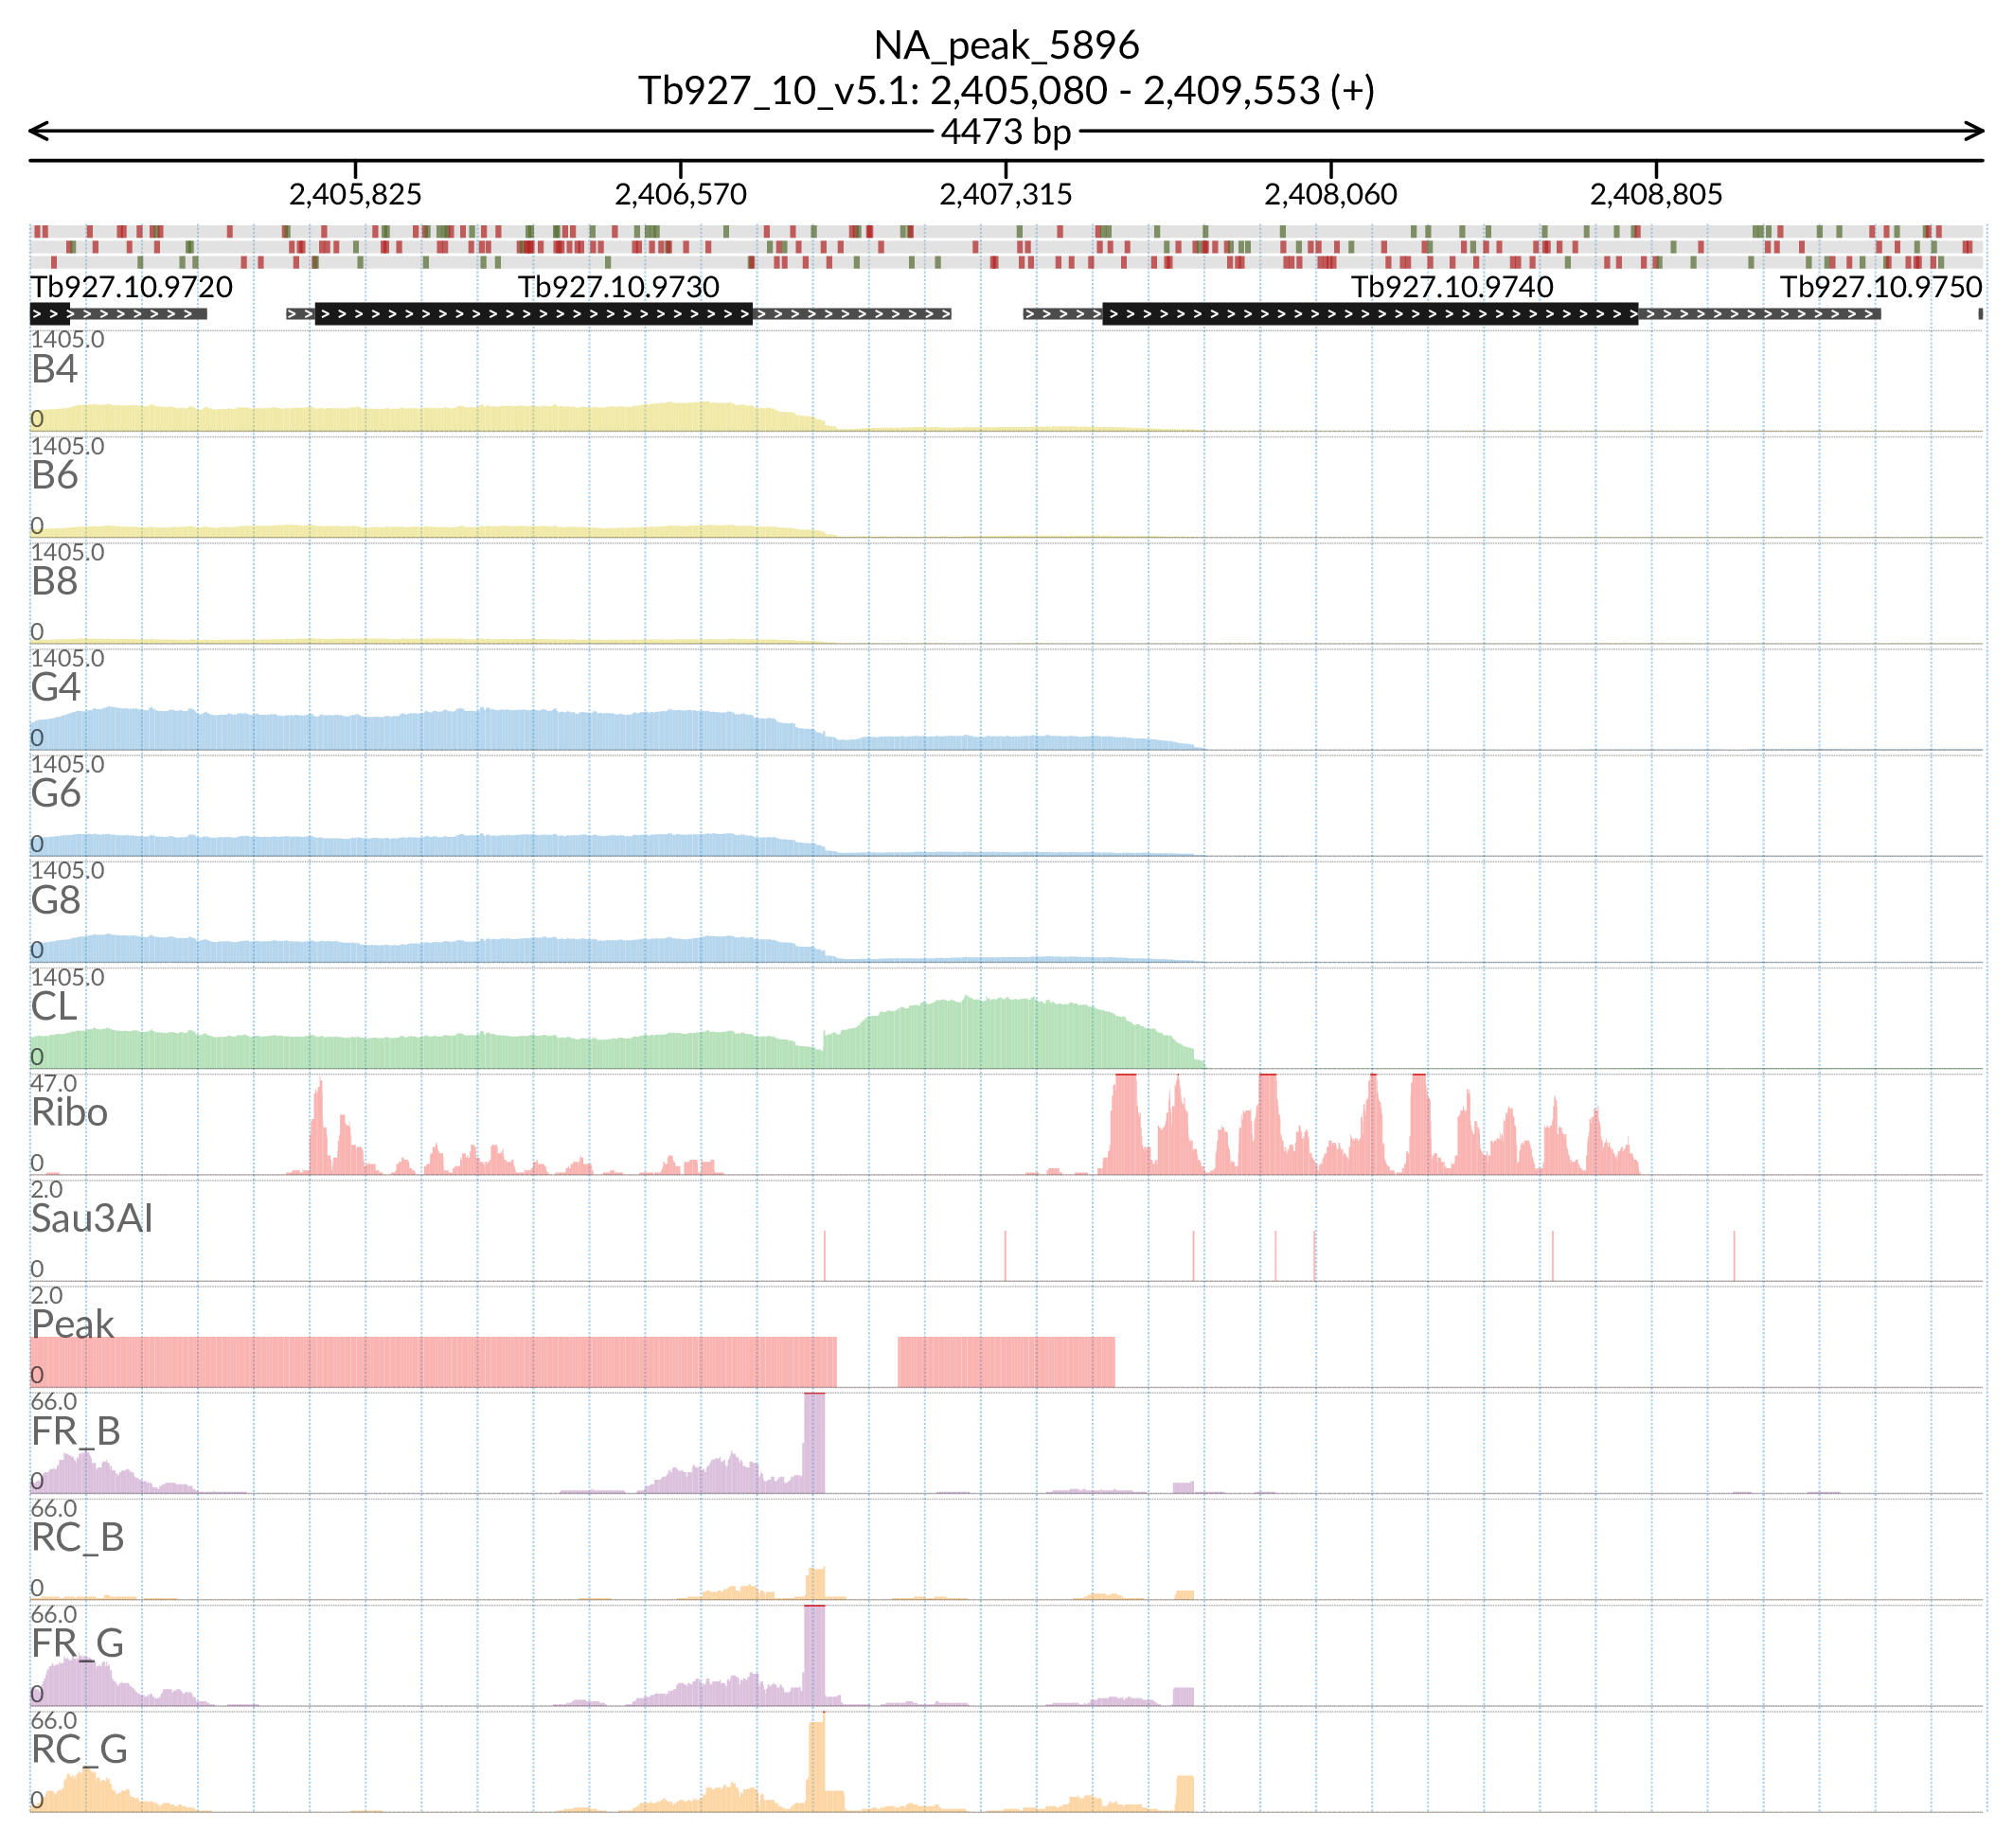 NA_peak_5896
Tb927_10_v5.1: 2,405,080 - 2,409,553 (+)
4473 bp
2,405,825 2,406,570 2,407,315 2,408,060 2,408,805
Tb927.10.9720 Tb927.10.9730 Tb927.10.9740 Tb927.10.9750
1405.0
B4
0
1405.0
B6
0
1405.0
B8
0
1405.0
G4
0
1405.0
G6
0
1405.0
G8
0
1405.0
CL
0
47.0
Ribo
0
2.0
Sau3AI
0
2.0
Peak
0
66.0
FR_B
0
66.0
RC_B
0
66.0
FR_G
0
66.0
RC_G
0